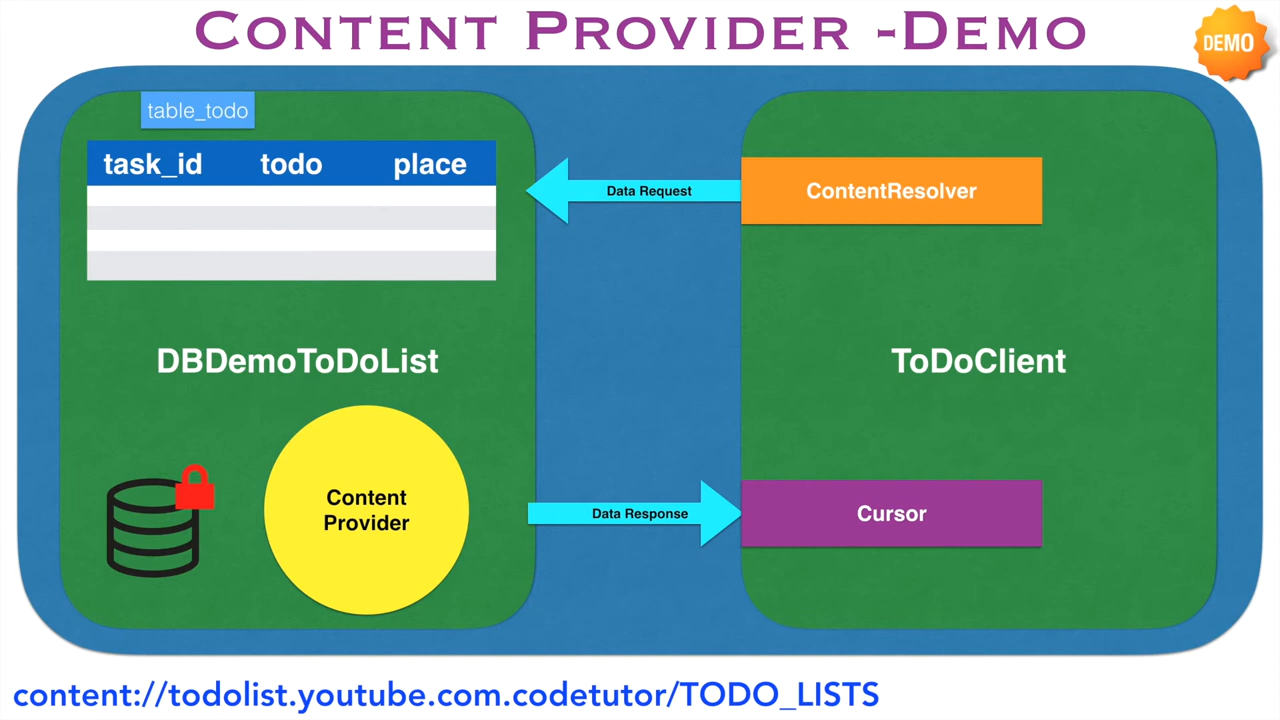 CONTENT PROVIDER -DEMO
DEMO
table_todo
task_id todo place
Data Request
ContentResolver
DBDemoToDoList
ToDoClient
Content
Provider
Data Response
Cursor
content://todolist.youtube.com.codetutor/TODO_LISTS